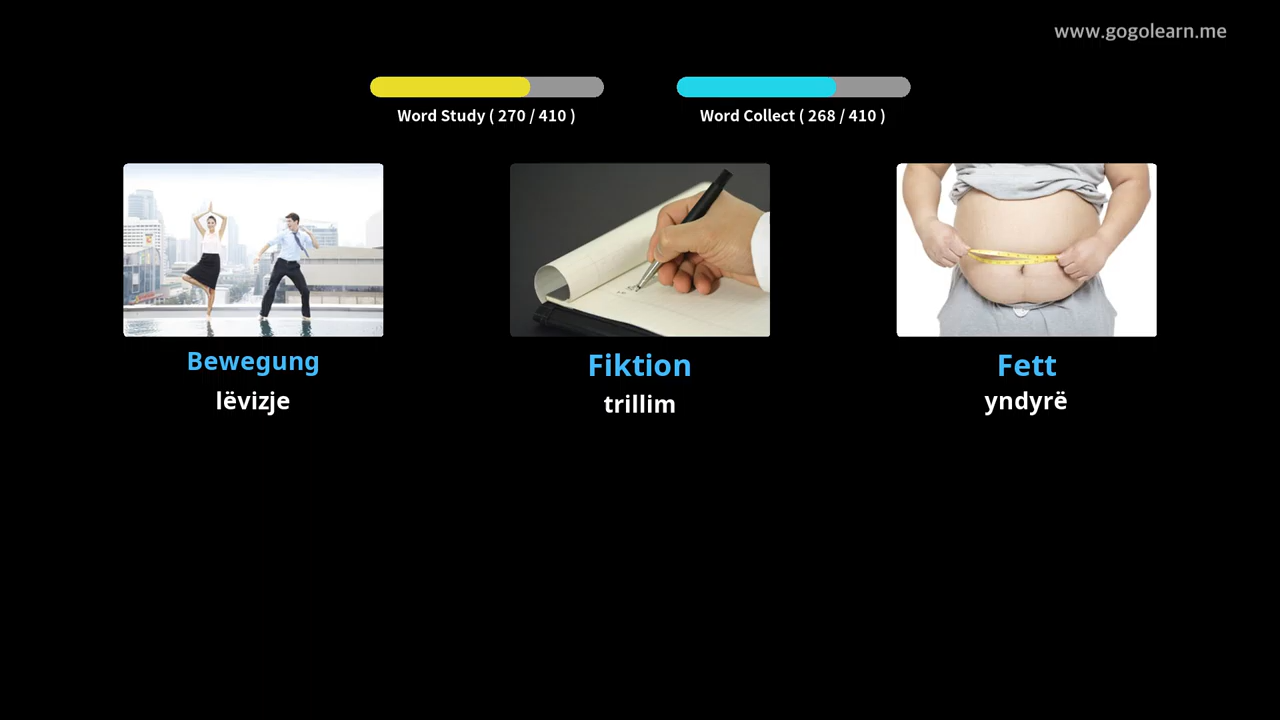 www.gogolearn.me
Word Study ( 270 / 410 )
Word Collect ( 268 / 410 )
Bewegung
lëvizje
Fiktion
trillim
Fett
yndyrë